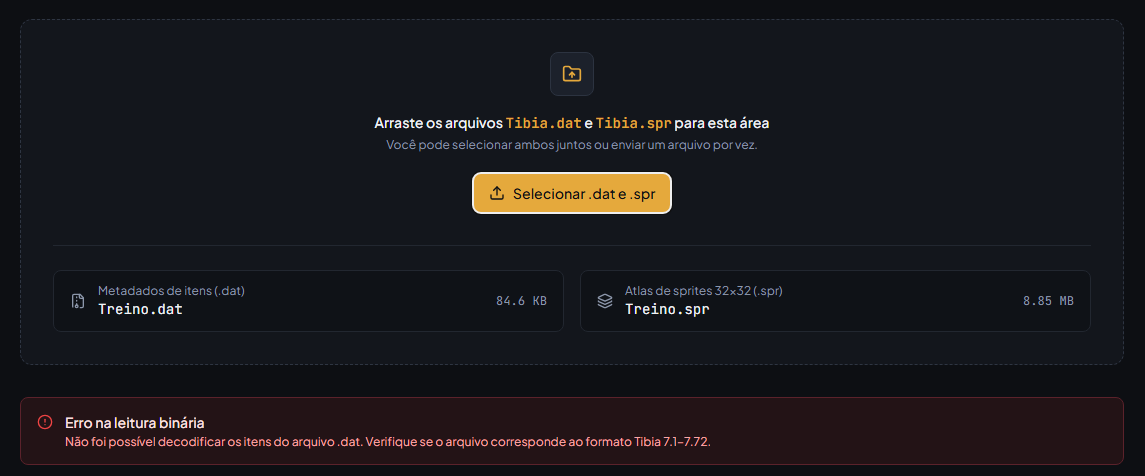 Arraste os arquivos Tibia.dat e Tibia.spr para esta área
Você pode selecionar ambos juntos ou enviar um arquivo por vez.
Selecionar .dat e .spr
Metadados de itens (.dat)
Treino.dat
84.6 KB
Atlas de sprites 32×32 (.spr)
Treino.spr
8.85 MB
Erro na leitura binária
Não foi possível decodificar os itens do arquivo .dat. Verifique se o arquivo corresponde ao formato Tibia 7.1–7.72.